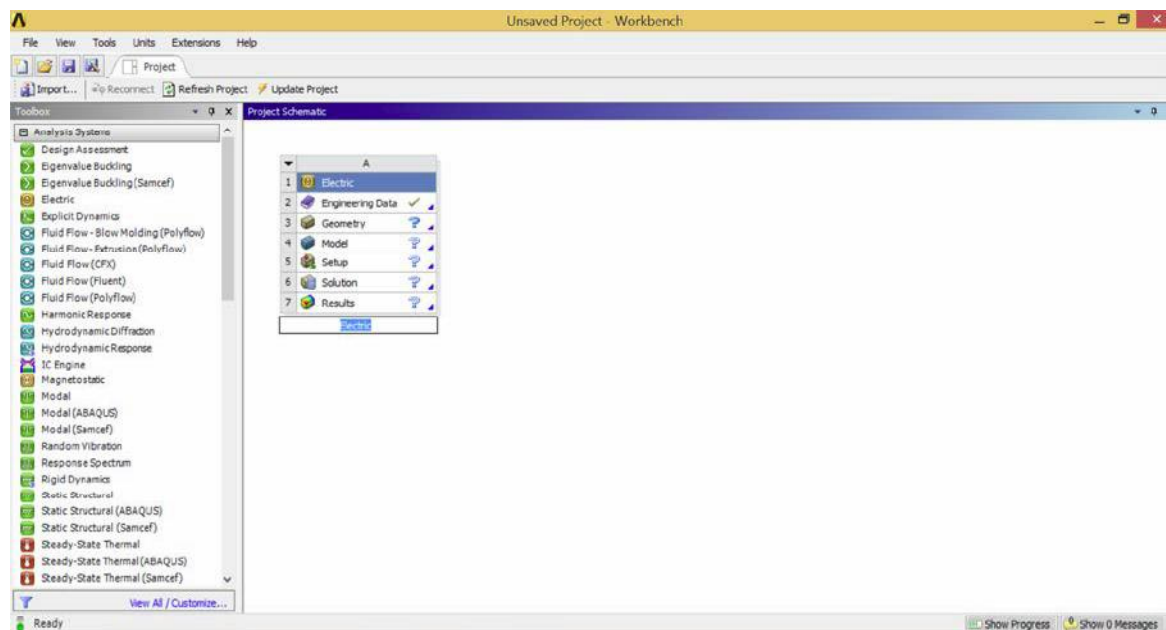 Unsaved Project - Workbench
File View Tools Units Extensions Help
Project
Import... Reconnect Refresh Project Update Project
Toolbox
Project Schematic
Analysis Systems
Design Assessment
Eigenvalue Buckling
Eigenvalue Buckling (Samcef)
Electric
Explicit Dynamics
Fluid Flow - Blow Molding (Polyflow)
Fluid Flow - Extrusion (Polyflow)
Fluid Flow (CFX)
Fluid Flow (Fluent)
Fluid Flow (Polyflow)
Harmonic Response
Hydrodynamic Diffraction
Hydrodynamic Response
IC Engine
Magnetostatic
Modal
Modal (ABAQUS)
Modal (Samcef)
Random Vibration
Response Spectrum
Rigid Dynamics
Static Structural
Static Structural (ABAQUS)
Static Structural (Samcef)
Steady-State Thermal
Steady-State Thermal (ABAQUS)
Steady-State Thermal (Samcef)
View All / Customize...
A
1 Electric
2 Engineering Data
3 Geometry
4 Model
5 Setup
6 Solution
7 Results
Electric
Ready
Show Progress Show 0 Messages